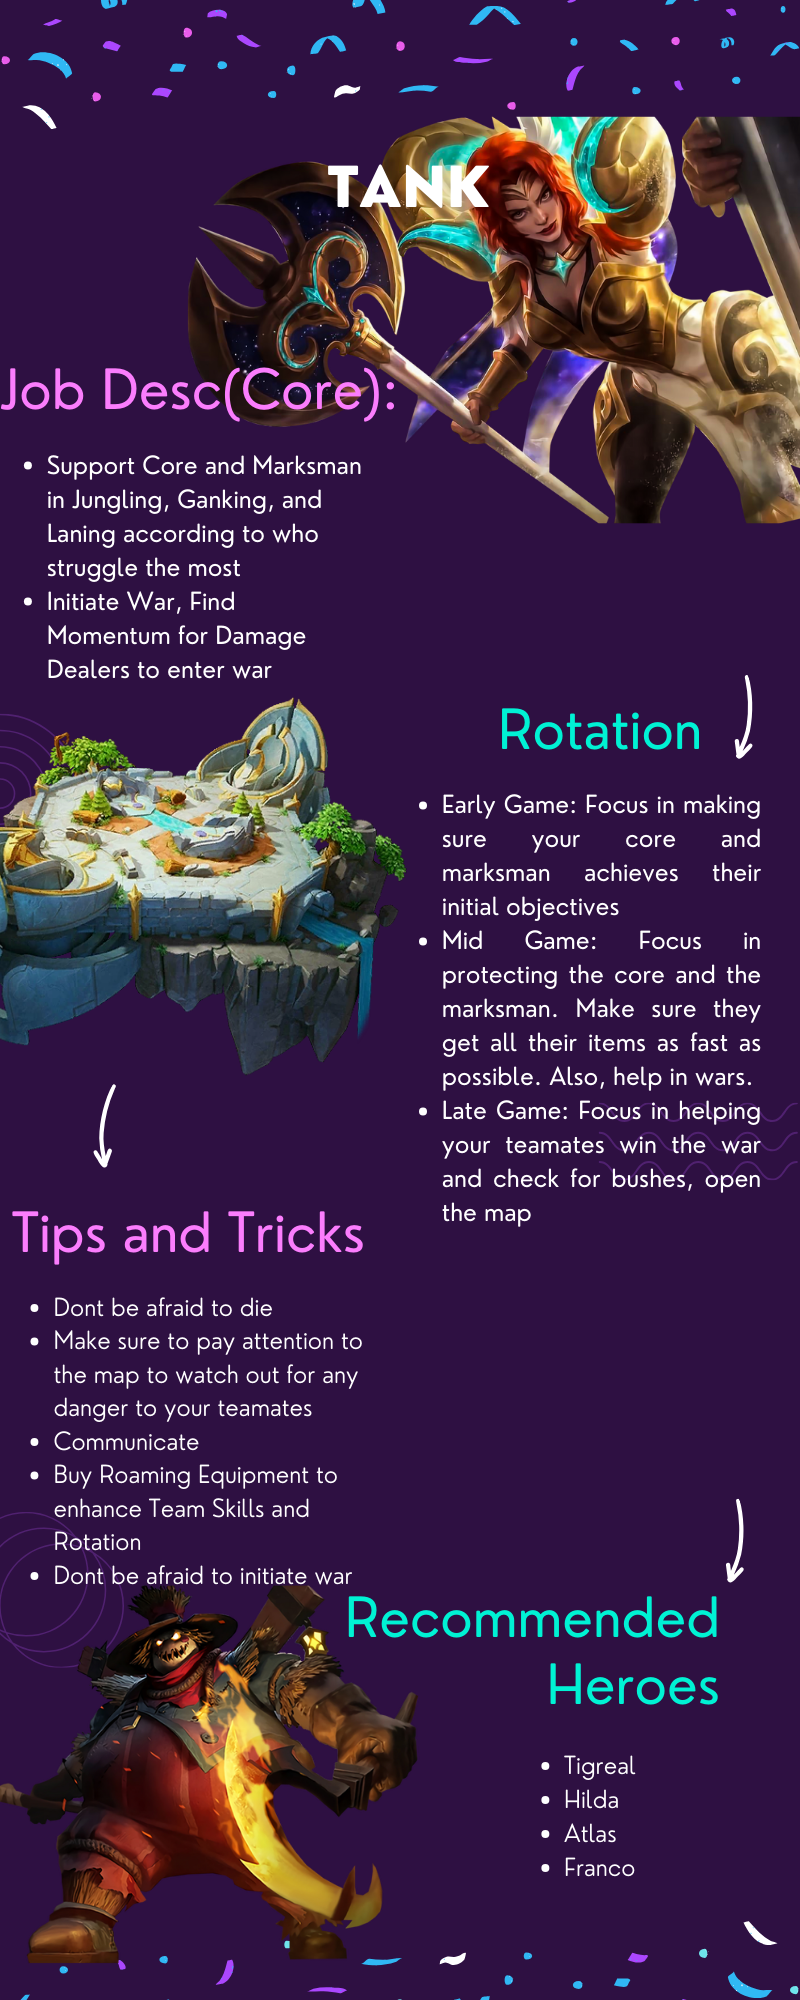 TANK
Job Desc(Core):
Support Core and Marksman
in Jungling, Ganking, and
Laning according to who
struggle the most
Initiate War, Find
Momentum for Damage
Dealers to enter war
Rotation
Early Game: Focus in making
sure your core and
marksman achieves their
initial objectives
Mid Game: Focus in
protecting the core and the
marksman. Make sure they
get all their items as fast as
possible. Also, help in wars.
Late Game: Focus in helping
your teamates win the war
and check for bushes, open
the map
Tips and Tricks
Dont be afraid to die
Make sure to pay attention to
the map to watch out for any
danger to your teamates
Communicate
Buy Roaming Equipment to
enhance Team Skills and
Rotation
Dont be afraid to initiate war
Recommended
Heroes
Tigreal
Hilda
Atlas
Franco